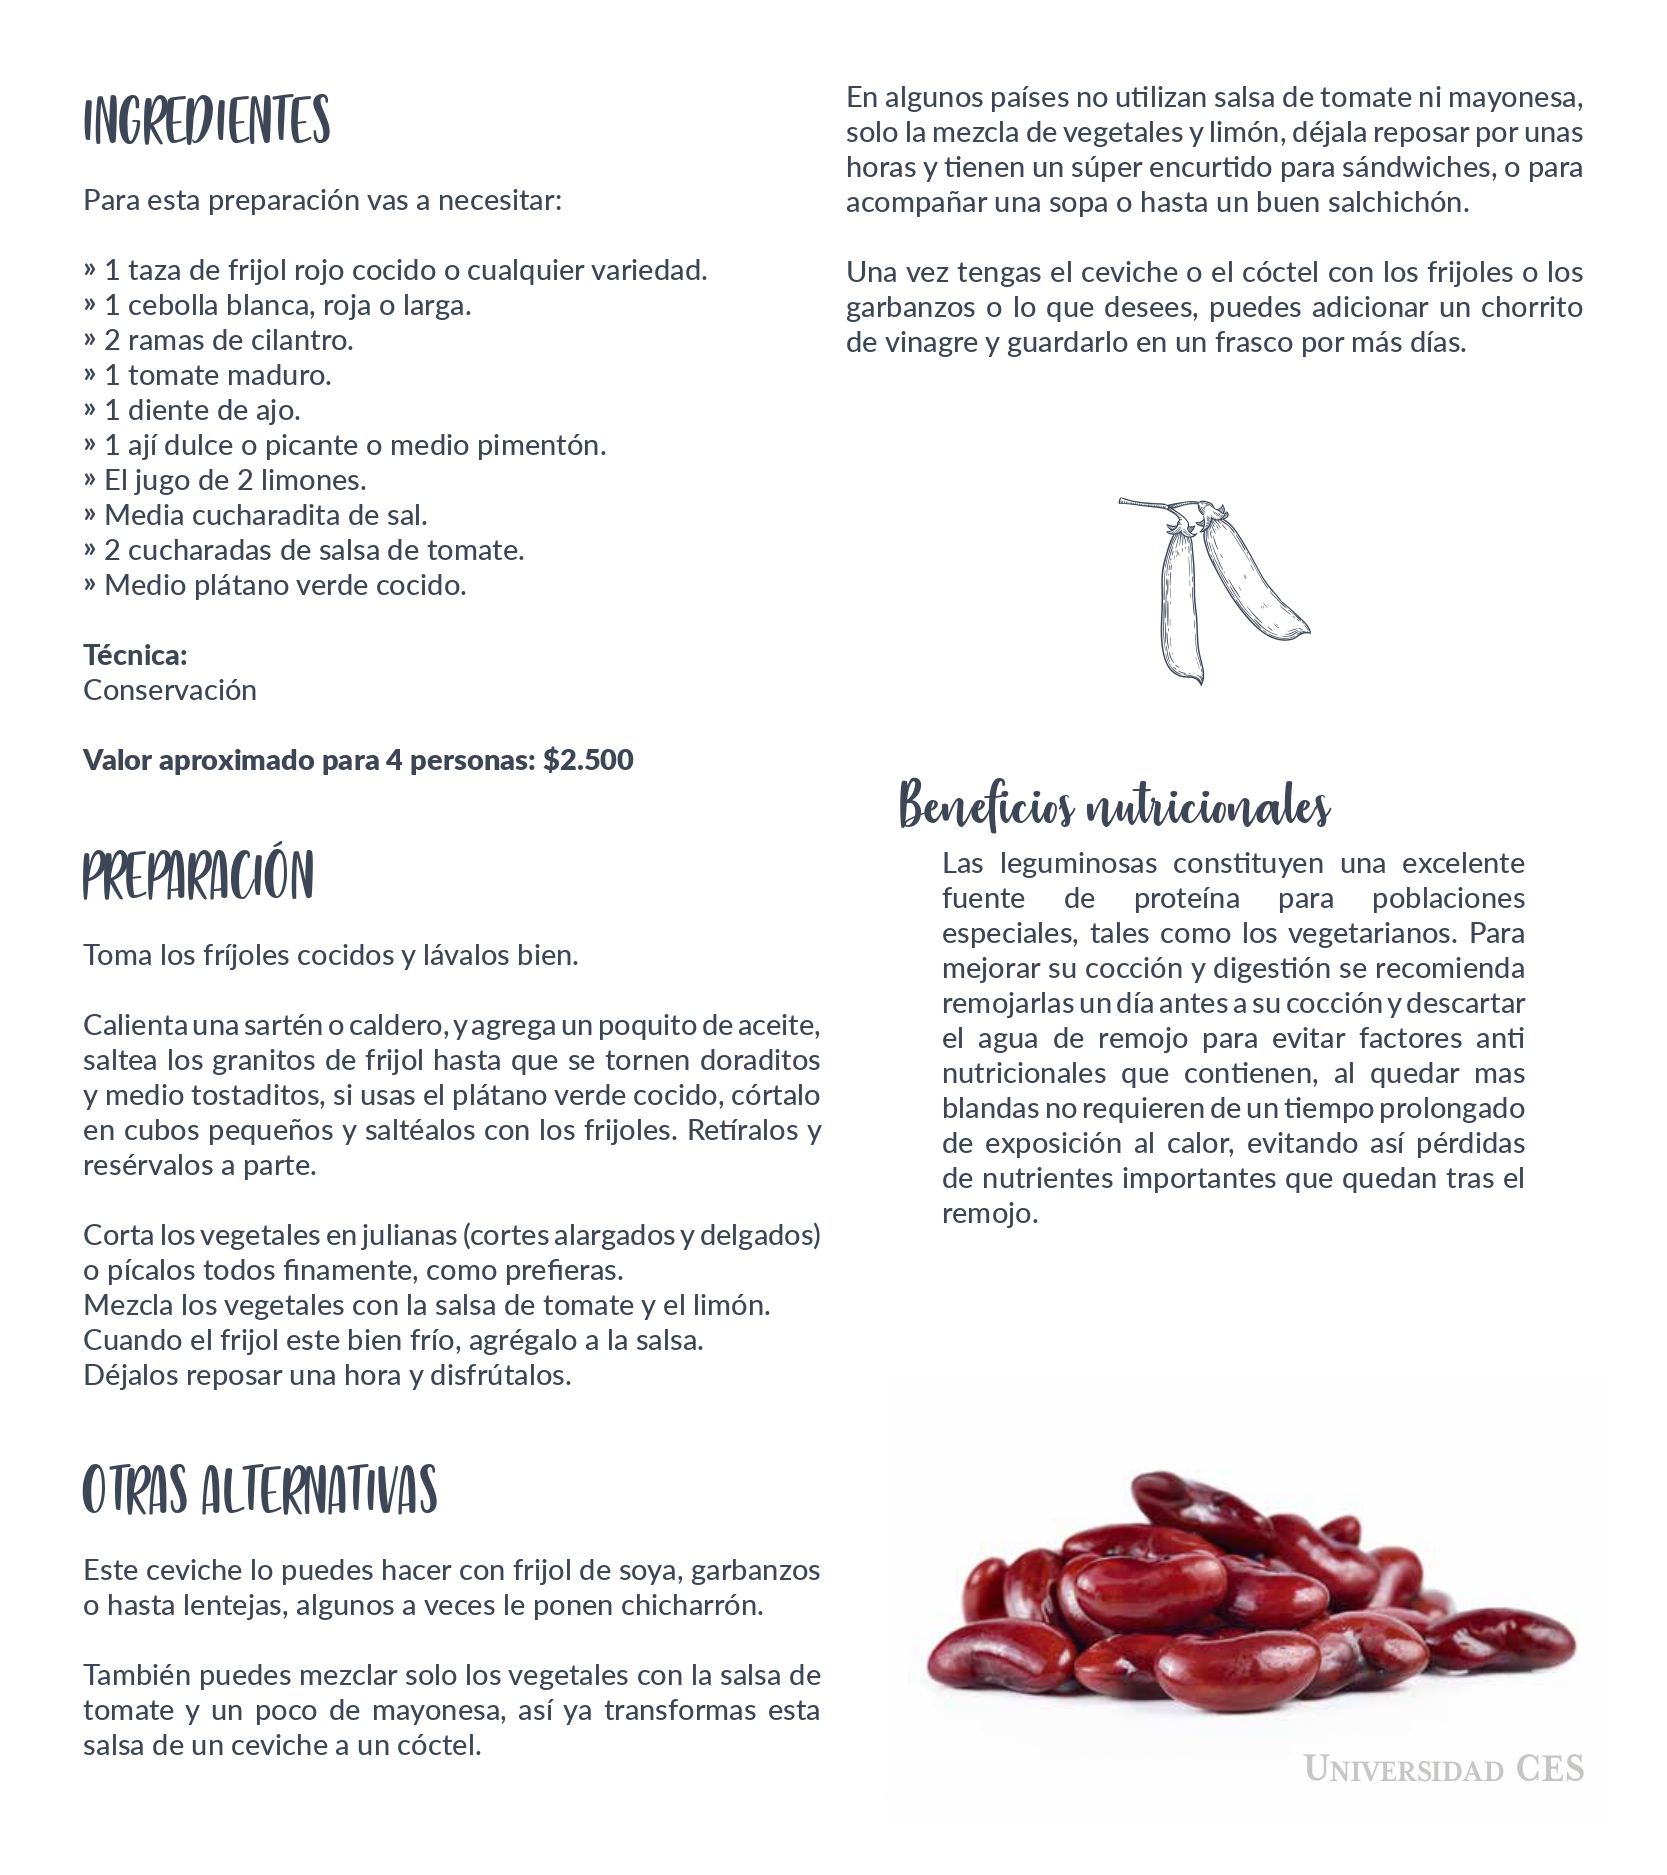 INGREDIENTES
Para esta preparación vas a necesitar:
» 1 taza de frijol rojo cocido o cualquier variedad.
» 1 cebolla blanca, roja o larga.
» 2 ramas de cilantro.
» 1 tomate maduro.
» 1 diente de ajo.
» 1 ají dulce o picante o medio pimentón.
» El jugo de 2 limones.
» Media cucharadita de sal.
» 2 cucharadas de salsa de tomate.
» Medio plátano verde cocido.
Técnica:
Conservación
Valor aproximado para 4 personas: $2.500
PREPARACIÓN
Toma los fríjoles cocidos y lávalos bien.
Calienta una sartén o caldero, y agrega un poquito de aceite,
saltea los granitos de frijol hasta que se tornen doraditos
y medio tostaditos, si usas el plátano verde cocido, córtalo
en cubos pequeños y saltéalos con los frijoles. Retíralos y
resérvalos a parte.
Corta los vegetales en julianas (cortes alargados y delgados)
o pícalos todos finamente, como prefieras.
Mezcla los vegetales con la salsa de tomate y el limón.
Cuando el frijol este bien frío, agrégalo a la salsa.
Déjalos reposar una hora y disfrútalos.
OTRAS ALTERNATIVAS
Este ceviche lo puedes hacer con frijol de soya, garbanzos
o hasta lentejas, algunos a veces le ponen chicharrón.
También puedes mezclar solo los vegetales con la salsa de
tomate y un poco de mayonesa, así ya transformas esta
salsa de un ceviche a un cóctel.
En algunos países no utilizan salsa de tomate ni mayonesa,
solo la mezcla de vegetales y limón, déjala reposar por unas
horas y tienen un súper encurtido para sándwiches, o para
acompañar una sopa o hasta un buen salchichón.
Una vez tengas el ceviche o el cóctel con los frijoles o los
garbanzos o lo que desees, puedes adicionar un chorrito
de vinagre y guardarlo en un frasco por más días.
Beneficios nutricionales
Las leguminosas constituyen una excelente
fuente de proteína para poblaciones
especiales, tales como los vegetarianos. Para
mejorar su cocción y digestión se recomienda
remojarlas un día antes a su cocción y descartar
el agua de remojo para evitar factores anti
nutricionales que contienen, al quedar mas
blandas no requieren de un tiempo prolongado
de exposición al calor, evitando así pérdidas
de nutrientes importantes que quedan tras el
remojo.
UNIVERSIDAD CES